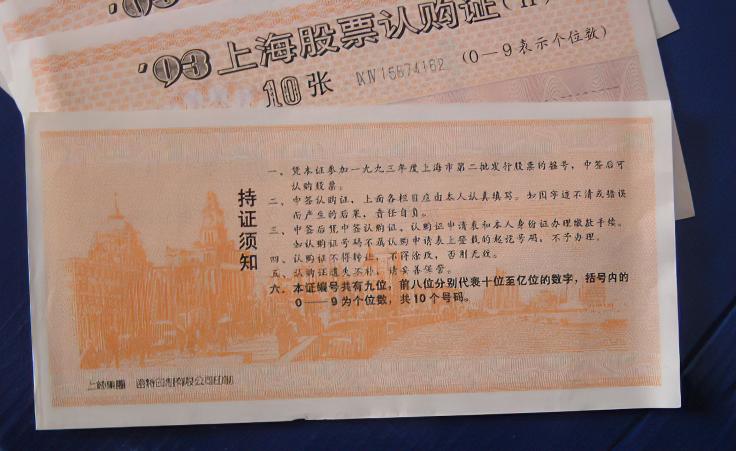 '93
'93上海股票认购证(II)
10张 (0—9表示个位数)
持证须知
一、凭本证参加一九九三年度上海市第二批发行股票的摇号,中签后可
认购股票。
二、中签认购证,上面各栏目应由本人认真填写。如因字迹不清或错误
而产生的后果,责任自负。
三、中签后凭中签认购证、认购证申请表和本人身份证办理缴款手续。
如认购证号码不属认购申请表上登载的起讫号码,不予办理。
四、认购证不得转让,不得涂改,否则无效。
五、认购证遗失不补,请妥善保管。
六、本证编号共有九位,前八位分别代表十位至亿位的数字,括号内的
0——9为个位数,共10个号码。